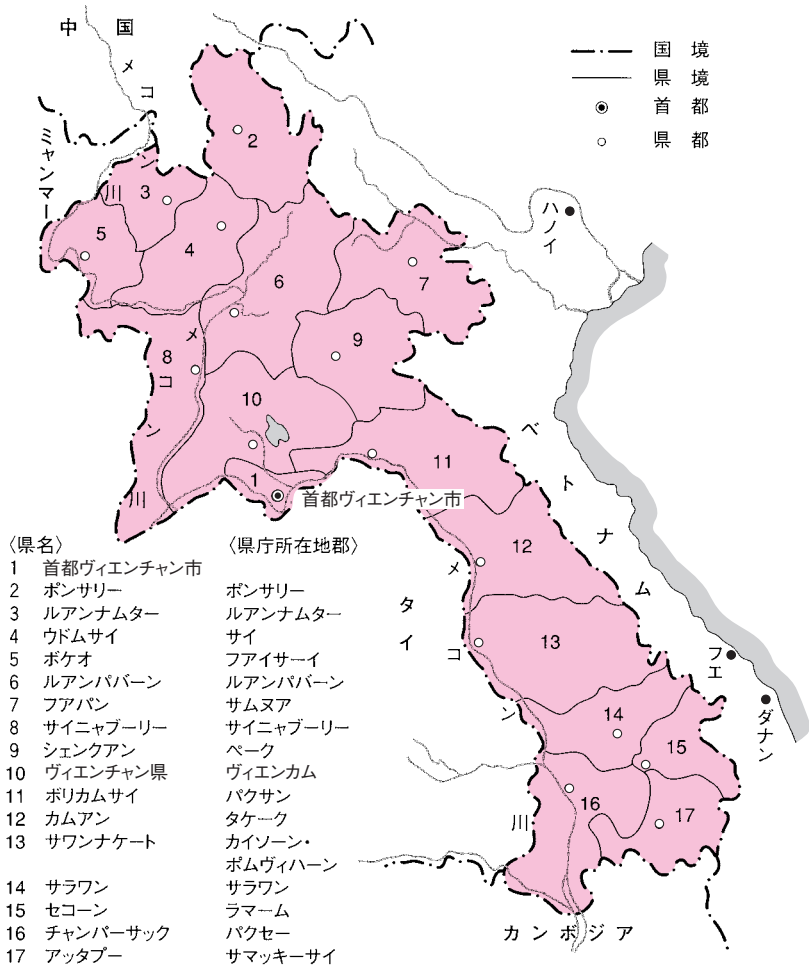 中国
メコン川
ミャンマー
国境
県境
首都
県都
ハノイ
2
3
4
5
6
7
8
9
メコン川
10
1
11
首都ヴィエンチャン市
ベトナム
12
メコン川
タイ
13
フエ
ダナン
14
15
16
17
カンボジア
〈県名〉 〈県庁所在地郡〉
1 首都ヴィエンチャン市
2 ポンサリー ポンサリー
3 ルアンナムター ルアンナムター
4 ウドムサイ サイ
5 ボケオ フアイサーイ
6 ルアンパバーン ルアンパバーン
7 フアパン サムヌア
8 サイニャブーリー サイニャブーリー
9 シェンクアン ペーク
10 ヴィエンチャン県 ヴィエンカム
11 ボリカムサイ パクサン
12 カムアン タケーク
13 サワンナケート カイソーン・
ポムヴィハーン
14 サラワン サラワン
15 セコーン ラマーム
16 チャンパーサック パクセー
17 アッタプー サマッキーサイ